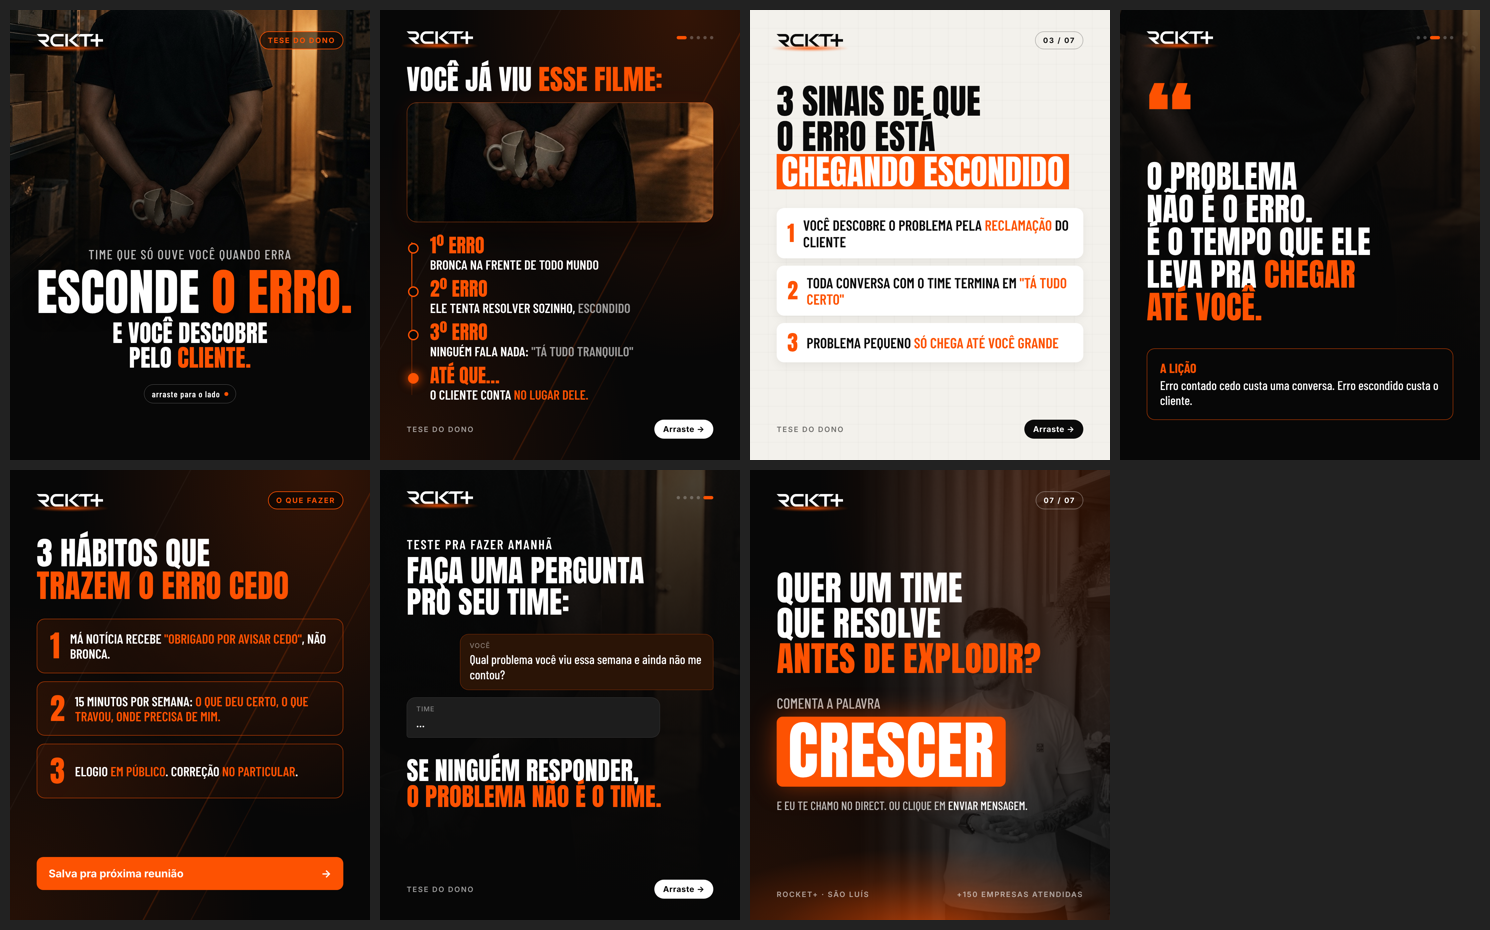 RCKT+
TESE DO DONO
TIME QUE SÓ OUVE VOCÊ QUANDO ERRA
ESCONDE O ERRO.
E VOCÊ DESCOBRE
PELO CLIENTE.
arraste para o lado
RCKT+
VOCÊ JÁ VIU ESSE FILME:
1º ERRO
BRONCA NA FRENTE DE TODO MUNDO
2º ERRO
ELE TENTA RESOLVER SOZINHO, ESCONDIDO
3º ERRO
NINGUÉM FALA NADA: "TÁ TUDO TRANQUILO"
ATÉ QUE...
O CLIENTE CONTA NO LUGAR DELE.
TESE DO DONO
Arraste →
RCKT+
03 / 07
3 SINAIS DE QUE
O ERRO ESTÁ
CHEGANDO ESCONDIDO
1 VOCÊ DESCOBRE O PROBLEMA PELA RECLAMAÇÃO DO
CLIENTE
2 TODA CONVERSA COM O TIME TERMINA EM "TÁ TUDO
CERTO"
3 PROBLEMA PEQUENO SÓ CHEGA ATÉ VOCÊ GRANDE
TESE DO DONO
Arraste →
RCKT+
“
O PROBLEMA
NÃO É O ERRO.
É O TEMPO QUE ELE
LEVA PRA CHEGAR
ATÉ VOCÊ.
A LIÇÃO
Erro contado cedo custa uma conversa. Erro escondido custa o
cliente.
RCKT+
O QUE FAZER
3 HÁBITOS QUE
TRAZEM O ERRO CEDO
1 MÁ NOTÍCIA RECEBE "OBRIGADO POR AVISAR CEDO", NÃO
BRONCA.
2 15 MINUTOS POR SEMANA: O QUE DEU CERTO, O QUE
TRAVOU, ONDE PRECISA DE MIM.
3 ELOGIO EM PÚBLICO. CORREÇÃO NO PARTICULAR.
Salva pra próxima reunião →
RCKT+
TESTE PRA FAZER AMANHÃ
FAÇA UMA PERGUNTA
PRO SEU TIME:
VOCÊ
Qual problema você viu essa semana e ainda não me
contou?
TIME
...
SE NINGUÉM RESPONDER,
O PROBLEMA NÃO É O TIME.
TESE DO DONO
Arraste →
RCKT+
07 / 07
QUER UM TIME
QUE RESOLVE
ANTES DE EXPLODIR?
COMENTA A PALAVRA
CRESCER
E EU TE CHAMO NO DIRECT. OU CLIQUE EM ENVIAR MENSAGEM.
ROCKET+ · SÃO LUÍS
+150 EMPRESAS ATENDIDAS